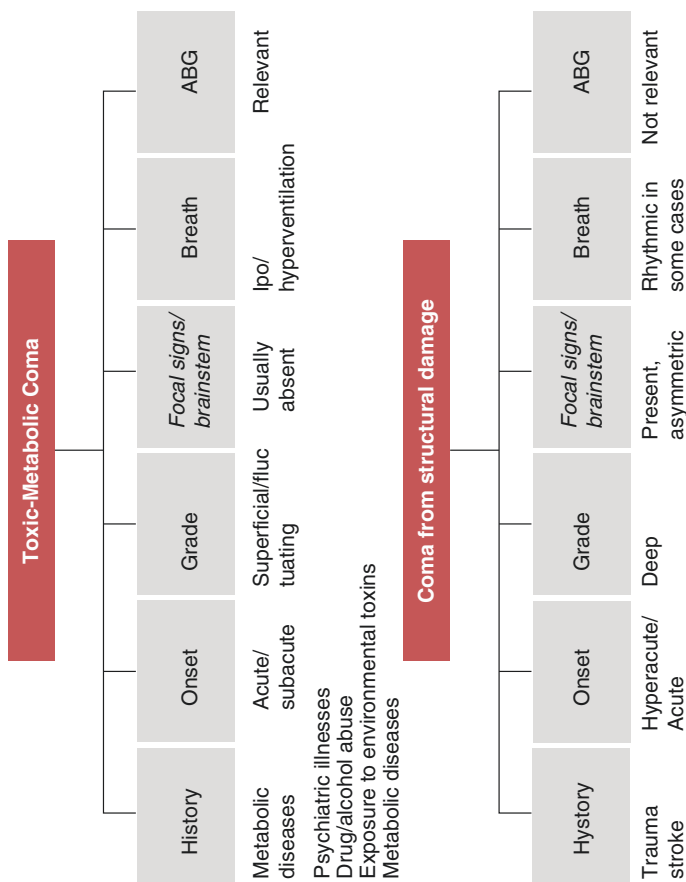 Toxic-Metabolic Coma
History
Onset
Grade
Focal signs/
brainstem
Breath
ABG
Metabolic
diseases
Acute/
subacute
Superficial/fluc
tuating
Usually
absent
Ipo/
hyperventilation
Relevant
Psychiatric illnesses
Drug/alcohol abuse
Exposure to environmental toxins
Metabolic diseases
Coma from structural damage
Hystory
Onset
Grade
Focal signs/
brainstem
Breath
ABG
Trauma
stroke
Hyperacute/
Acute
Deep
Present,
asymmetric
Rhythmic in
some cases
Not relevant